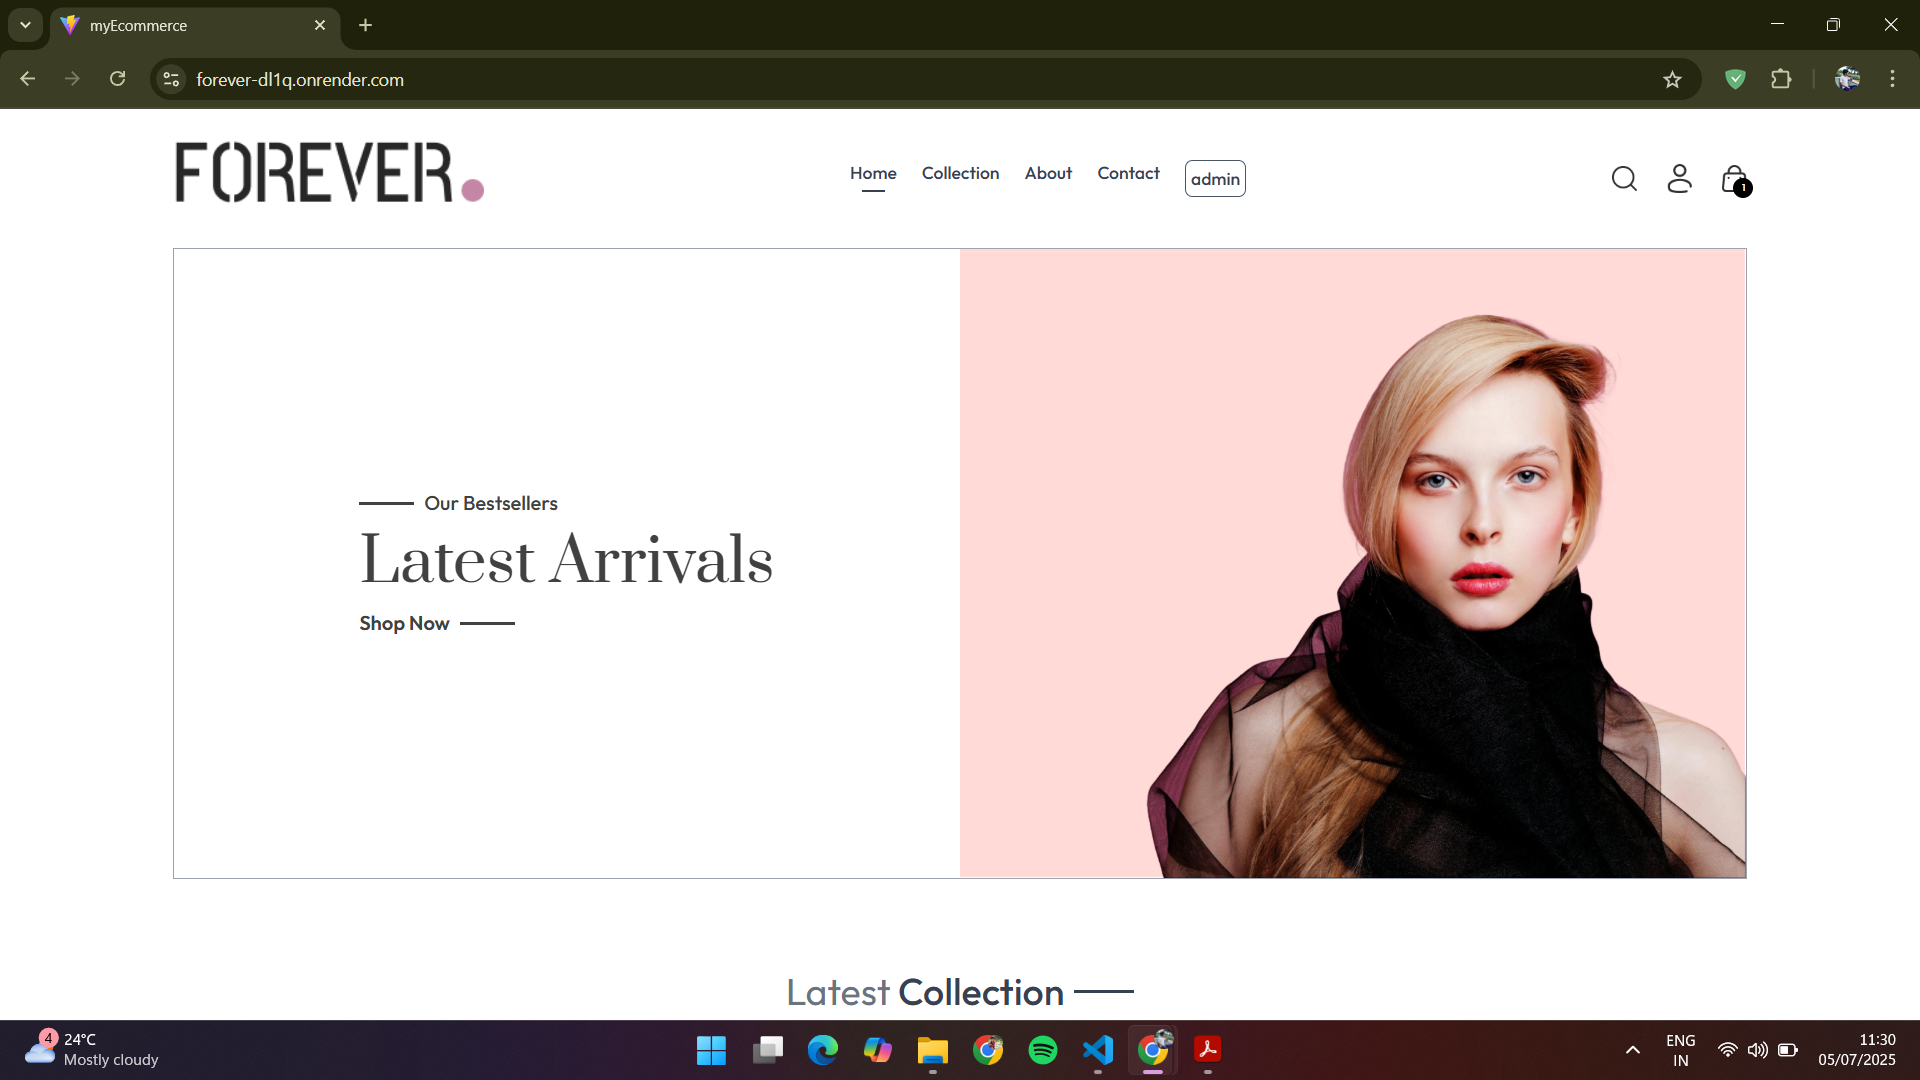 myEcommerce
forever-dl1q.onrender.com
FOREVER.
Home Collection About Contact admin
1
Our Bestsellers
Latest Arrivals
Shop Now
Latest Collection
4
24°C
Mostly cloudy
ENG
IN
11:30
05/07/2025